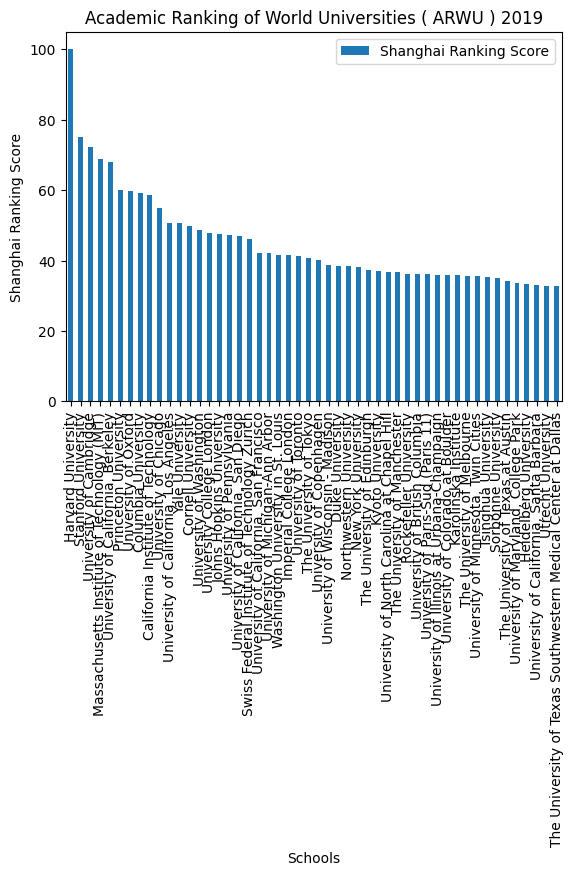 Academic Ranking of World Universities ( ARWU ) 2019
Shanghai Ranking Score
100
80
60
40
20
0
Shanghai Ranking Score
Harvard University
Stanford University
University of Cambridge
Massachusetts Institute of Technology (MIT)
University of California, Berkeley
Princeton University
University of Oxford
Columbia University
California Institute of Technology
University of Chicago
University of California, Los Angeles
Yale University
Cornell University
University of Washington
University College London
Johns Hopkins University
University of Pennsylvania
University of California, San Diego
Swiss Federal Institute of Technology Zurich
University of California, San Francisco
University of Michigan-Ann Arbor
Washington University in St. Louis
Imperial College London
University of Toronto
The University of Tokyo
University of Copenhagen
University of Wisconsin - Madison
Duke University
Northwestern University
New York University
The University of Edinburgh
Kyoto University
University of North Carolina at Chapel Hill
The University of Manchester
Rockefeller University
University of British Columbia
University of Paris-Sud (Paris 11)
University of Illinois at Urbana-Champaign
University of Colorado at Boulder
Karolinska Institute
The University of Melbourne
University of Minnesota, Twin Cities
Tsinghua University
Sorbonne University
The University of Texas at Austin
University of Maryland, College Park
Heidelberg University
University of California, Santa Barbara
Utrecht University
The University of Texas Southwestern Medical Center at Dallas
Schools